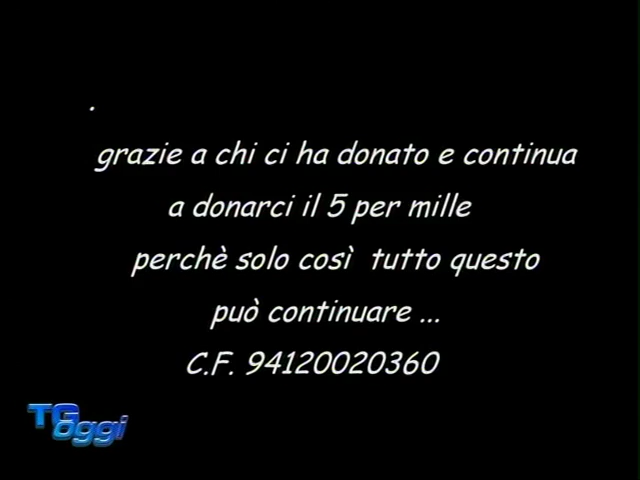 .
grazie a chi ci ha donato e continua
a donarci il 5 per mille
perchè solo così tutto questo
può continuare ...
C.F. 94120020360
TG
oggi